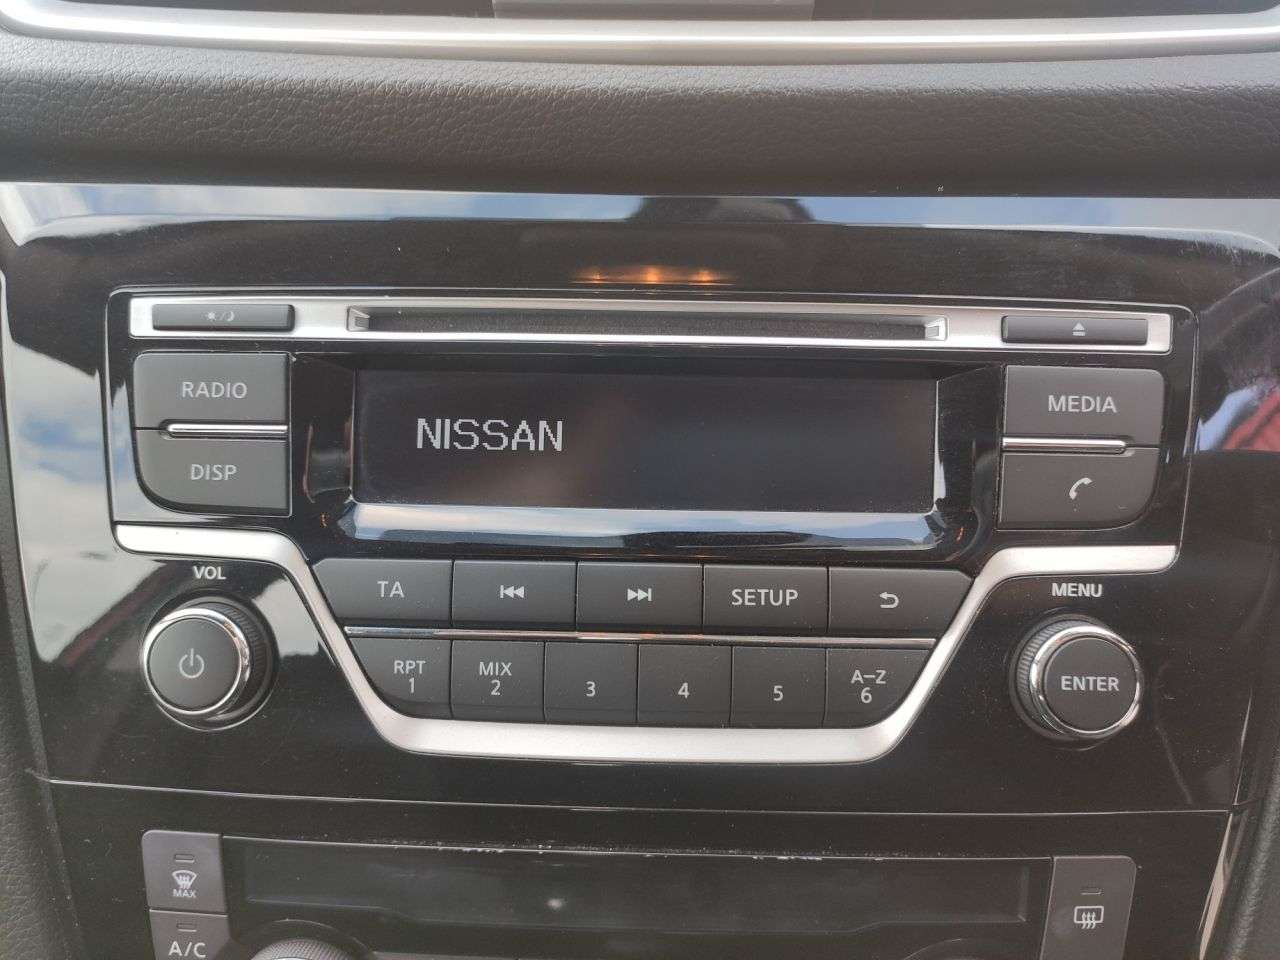 RADIO
MEDIA
NISSAN
DISP
VOL
TA
SETUP
MENU
RPT
1
MIX
2
3
4
5
A-Z
6
ENTER
MAX
A/C